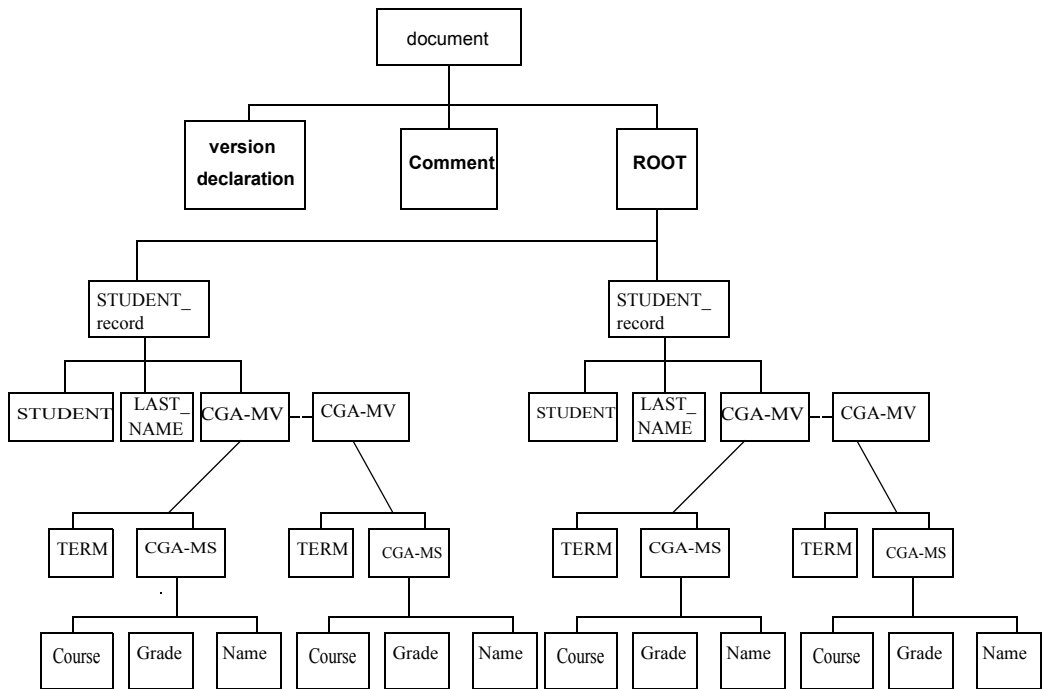 document
version
declaration
Comment
ROOT
STUDENT_
record
STUDENT_
record
STUDENT
LAST_
NAME
CGA-MV
CGA-MV
STUDENT
LAST_
NAME
CGA-MV
CGA-MV
TERM
CGA-MS
TERM
CGA-MS
TERM
CGA-MS
TERM
CGA-MS
Course
Grade
Name
Course
Grade
Name
Course
Grade
Name
Course
Grade
Name